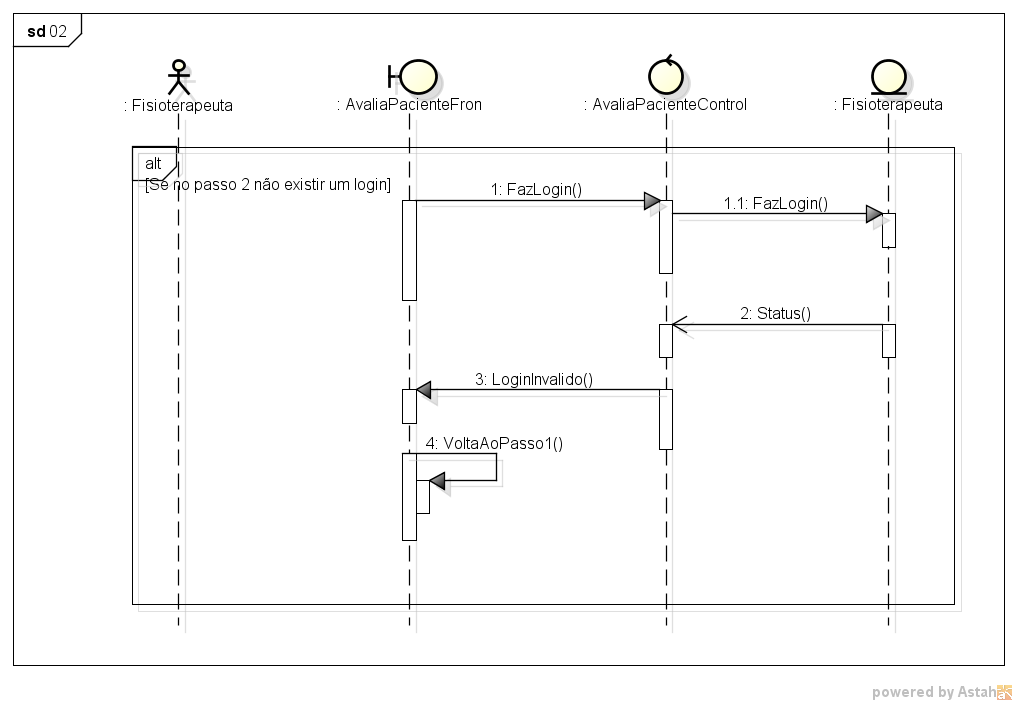 sd 02
: Fisioterapeuta
: AvaliaPacienteFron
: AvaliaPacienteControl
: Fisioterapeuta
alt
[Se no passo 2 não existir um login]
1: FazLogin()
1.1: FazLogin()
2: Status()
3: LoginInvalido()
4: VoltaAoPasso1()
powered by Astah